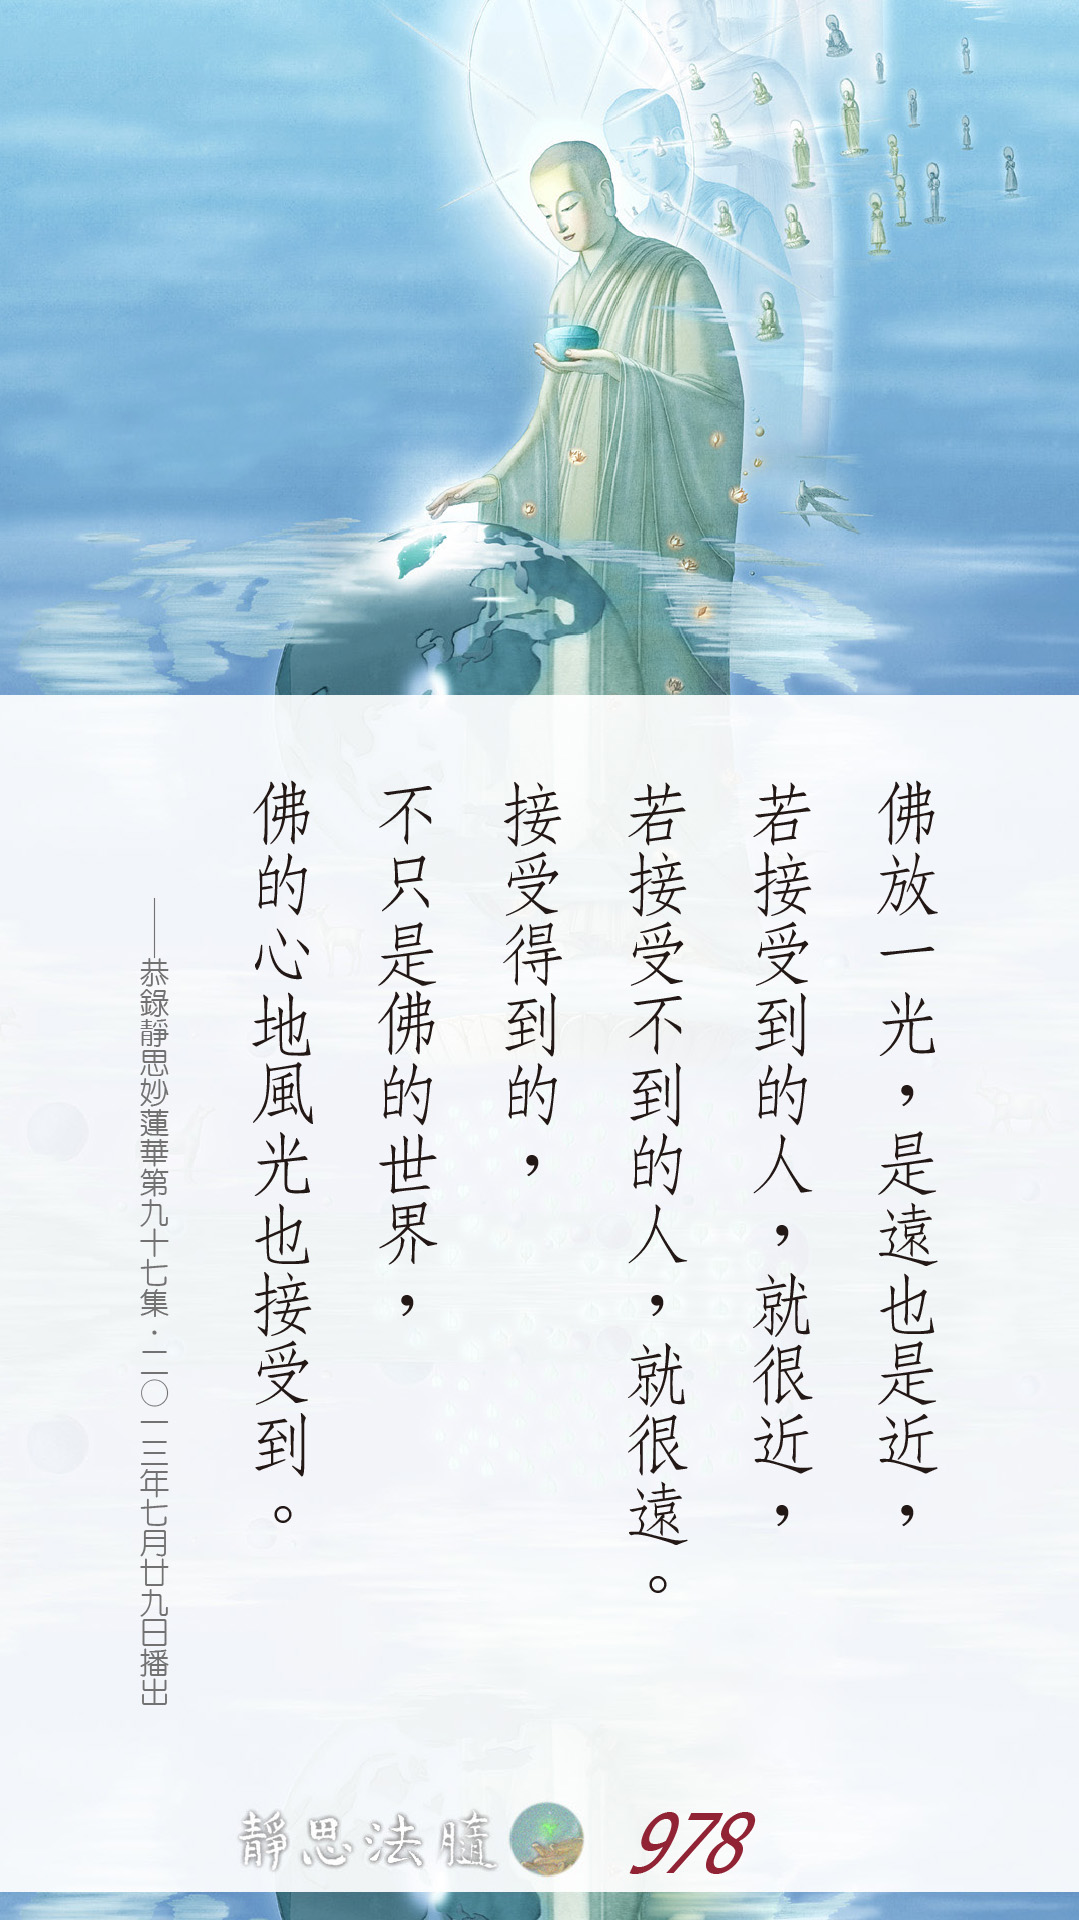 佛放一光，是遠也是近，
若接受到的人，就很近，
若接受不到的人，就很遠。
接受得到的，
不只是佛的世界，
佛的心地風光也接受到。
——恭錄靜思妙蓮華第九十七集．二〇一三年七月廿九日播出
靜思法髓 978